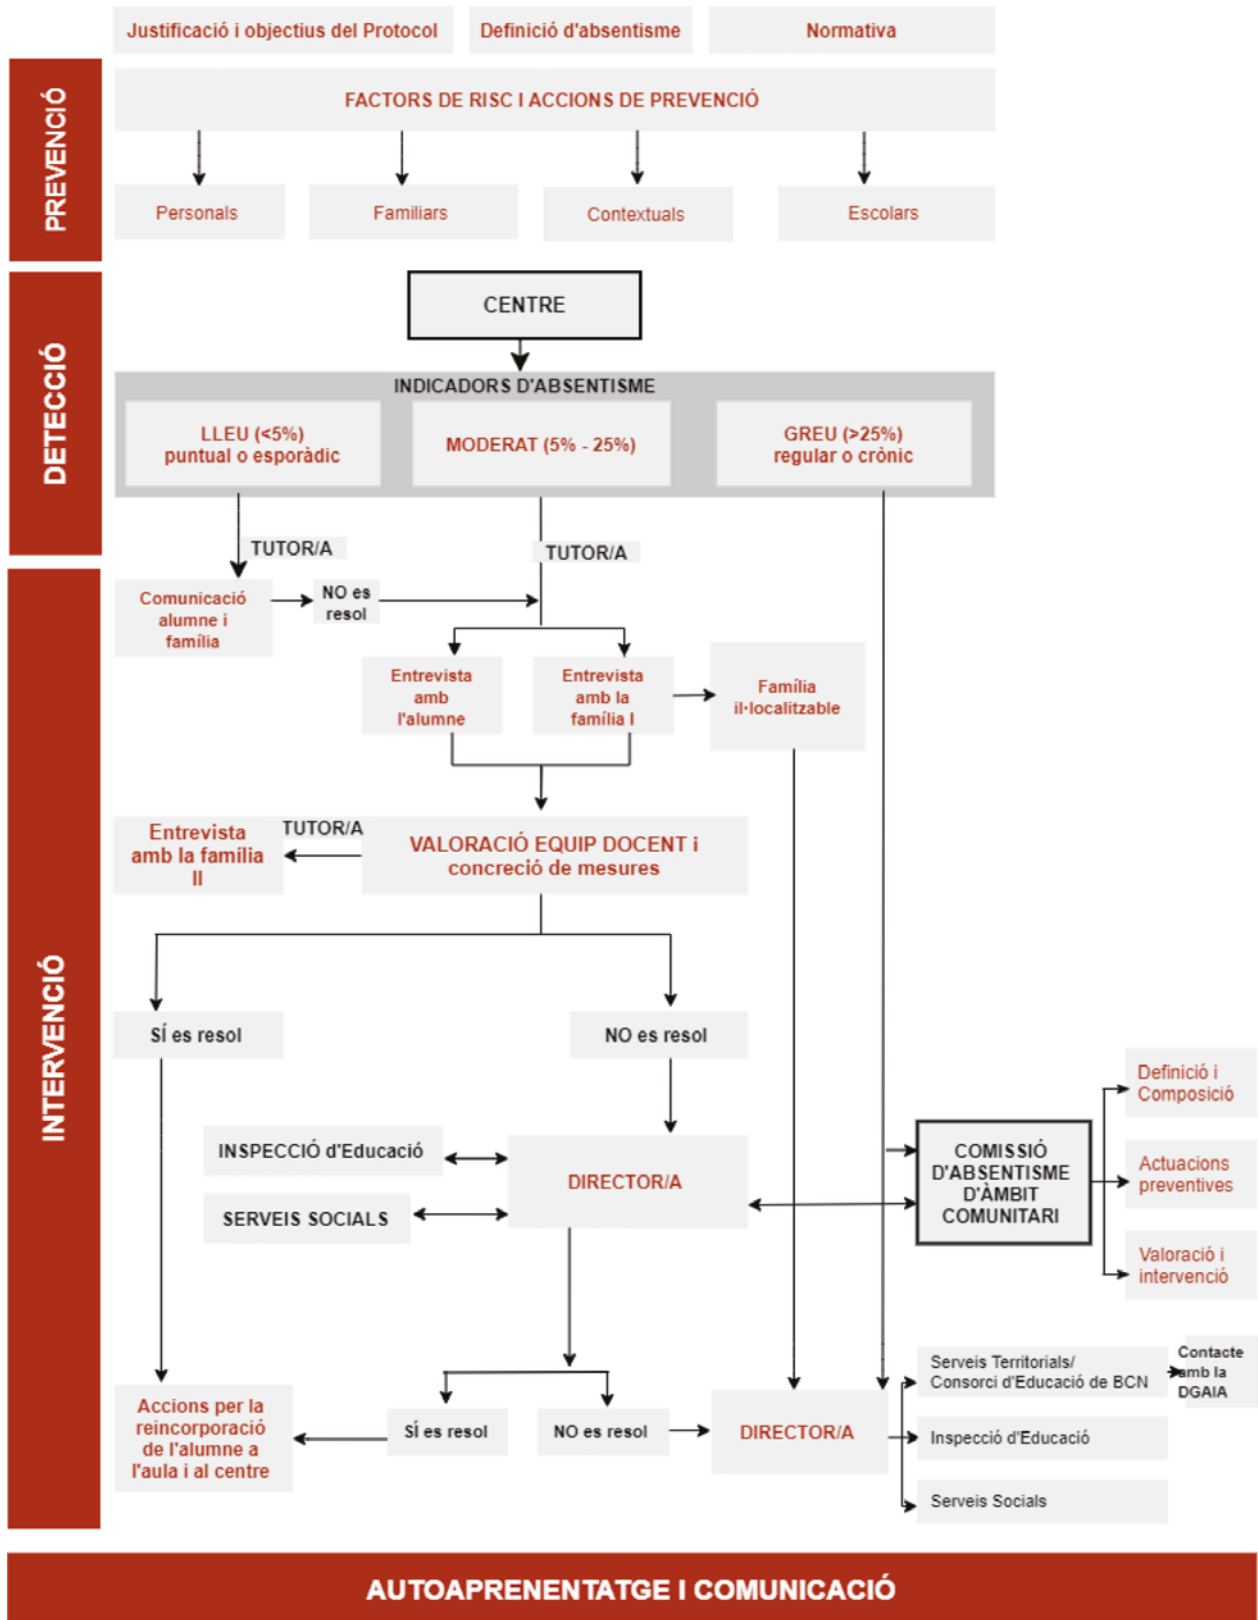 Justificació i objectius del Protocol
Definició d'absentisme
Normativa
PREVENCIÓ
FACTORS DE RISC I ACCIONS DE PREVENCIÓ
Personals
Familiars
Contextuals
Escolars
DETECCIÓ
CENTRE
INDICADORS D'ABSENTISME
LLEU (<5%)
puntual o esporàdic
MODERAT (5% - 25%)
GREU (>25%)
regular o crònic
TUTOR/A
TUTOR/A
INTERVENCIÓ
Comunicació
alumne i
família
NO es
resol
Entrevista
amb
l'alumne
Entrevista
amb la
família I
Família
il·localitzable
Entrevista
amb la família
II
TUTOR/A
VALORACIÓ EQUIP DOCENT i
concreció de mesures
SÍ es resol
NO es resol
INSPECCIÓ d'Educació
SERVEIS SOCIALS
DIRECTOR/A
COMISSIÓ
D'ABSENTISME
D'ÀMBIT
COMUNITARI
Definició i
Composició
Actuacions
preventives
Valoració i
intervenció
Accions per la
reincorporació
de l'alumne a
l'aula i al centre
SÍ es resol
NO es resol
DIRECTOR/A
Serveis Territorials/
Consorci d'Educació de BCN
Contacte
amb la
DGAIA
Inspecció d'Educació
Serveis Socials
AUTOAPRENENTATGE I COMUNICACIÓ